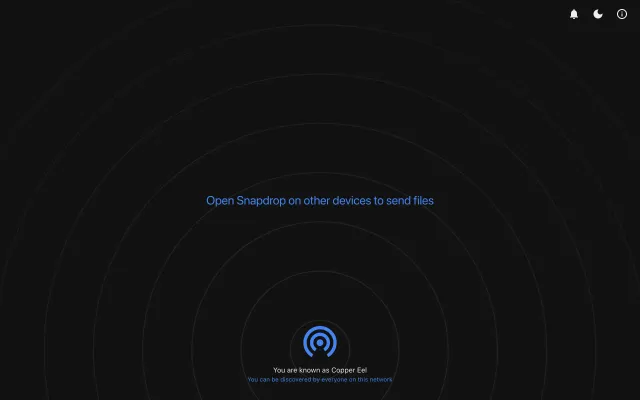 Open Snapdrop on other devices to send files
You are known as Copper Eel
You can be discovered by everyone on this network